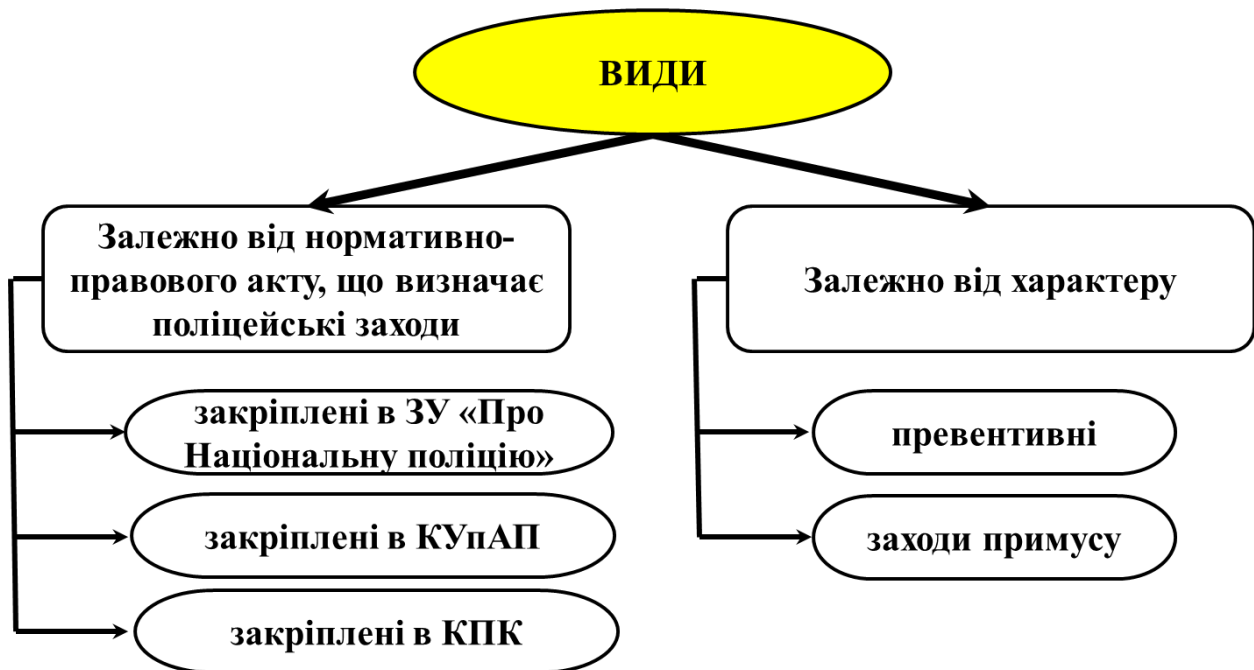 ВИДИ
Залежно від нормативно-
правового акту, що визначає
поліцейські заходи
закріплені в ЗУ «Про
Національну поліцію»
закріплені в КУпАП
закріплені в КПК
Залежно від характеру
превентивні
заходи примусу